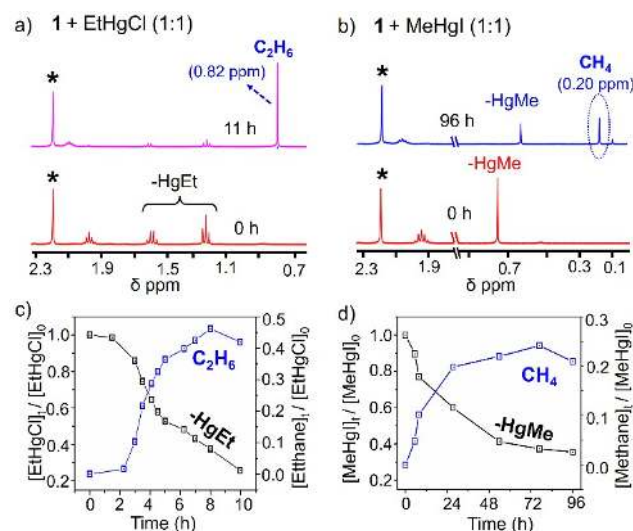 a) 1 + EtHgCl (1:1)
C2H6
(0.82 ppm)
*
11 h
-HgEt
*
0 h
2.3 1.9 1.5 1.1 0.7
δ ppm
b) 1 + MeHgI (1:1)
CH4
(0.20 ppm)
*
-HgMe
96 h
-HgMe
*
0 h
2.3 1.9 0.7 0.3 0.1
δ ppm
c)
[EtHgCl]t / [EtHgCl]0
1.0
0.8
0.6
0.4
0.2
C2H6
-HgEt
0.5
0.4
0.3
0.2
0.1
0.0
[Etthane]t / [EtHgCl]0
0 2 4 6 8 10
Time (h)
d)
[MeHgI]t / [MeHgI]0
1.0
0.8
0.6
0.4
0.2
CH4
-HgMe
0.3
0.2
0.1
0.0
[Methane]t / [MeHgI]0
0 24 48 72 96
Time (h)